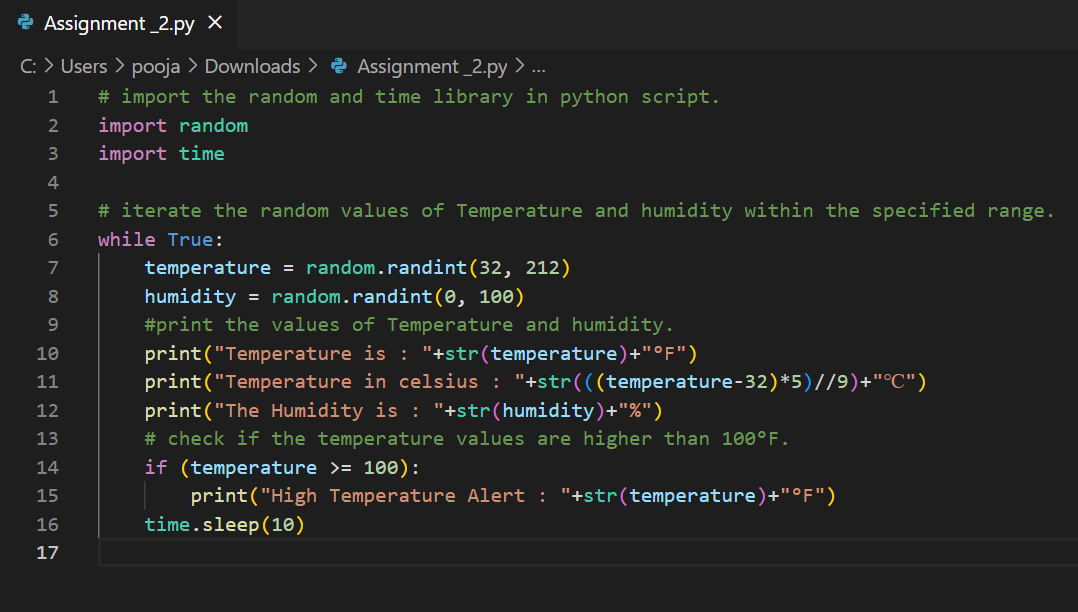 Assignment _2.py ×
C: > Users > pooja > Downloads > Assignment _2.py > ...
1 # import the random and time library in python script.
2 import random
3 import time
4
5 # iterate the random values of Temperature and humidity within the specified range.
6 while True:
7     temperature = random.randint(32, 212)
8     humidity = random.randint(0, 100)
9     #print the values of Temperature and humidity.
10     print("Temperature is : "+str(temperature)+"°F")
11     print("Temperature in celsius : "+str(((temperature-32)*5)//9)+"℃")
12     print("The Humidity is : "+str(humidity)+"%")
13     # check if the temperature values are higher than 100°F.
14     if (temperature >= 100):
15         print("High Temperature Alert : "+str(temperature)+"°F")
16     time.sleep(10)
17